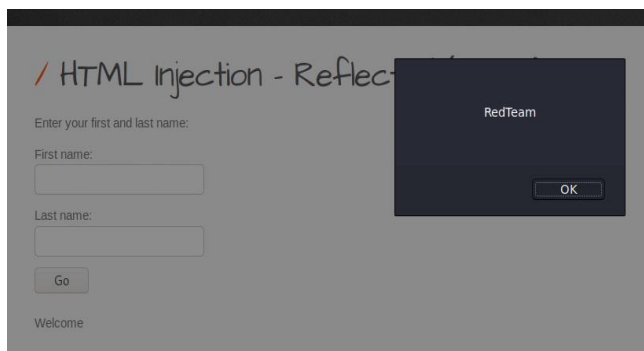 / HTML Injection - Reflec
RedTeam
OK
Enter your first and last name:
First name:
Last name:
Go
Welcome